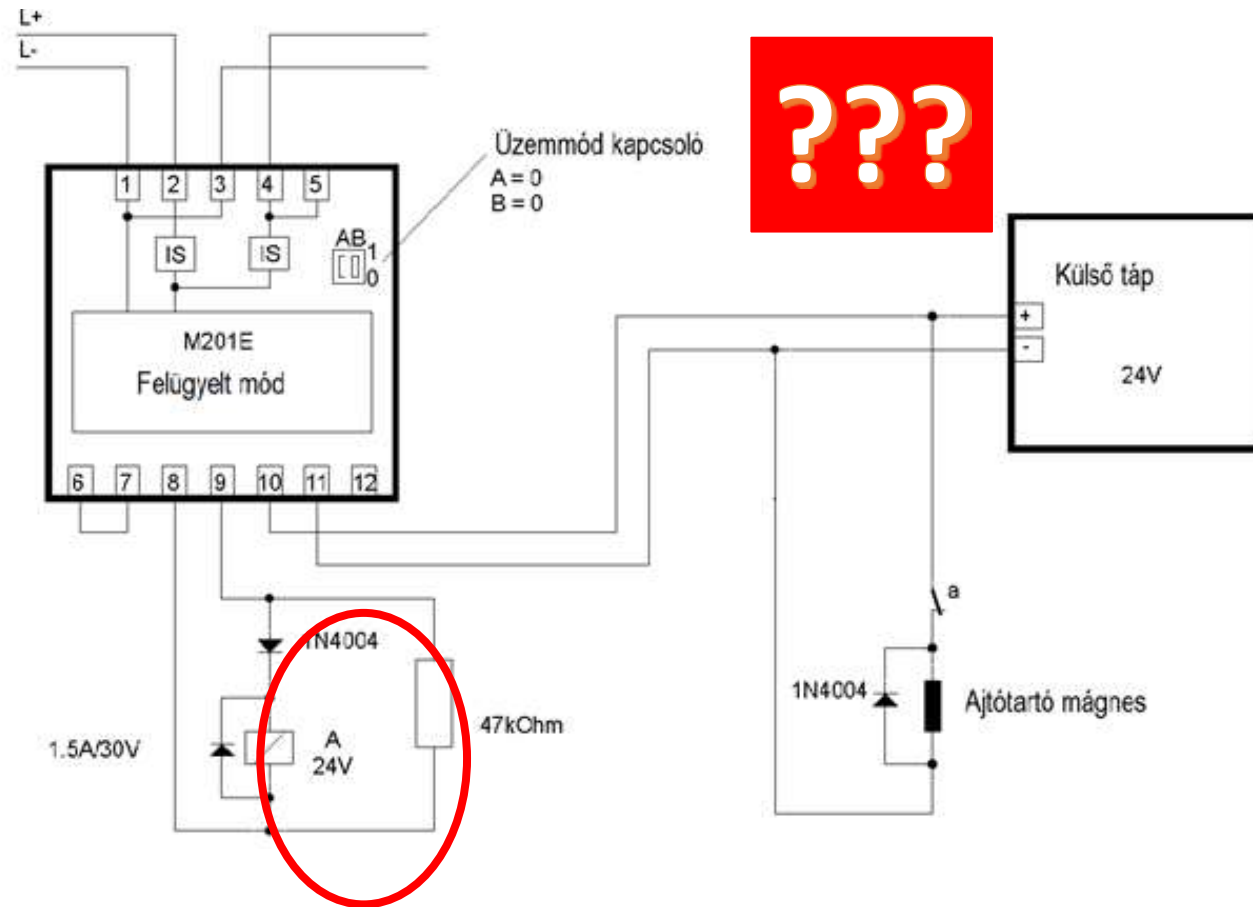 L+
L-
???
Üzemmód kapcsoló
A = 0
B = 0
1 2 3 4 5
IS IS
AB 1
0
Külső táp
+
-
24V
M201E
Felügyelt mód
6 7 8 9 10 11 12
a
1N4004
1N4004
Ajtótartó mágnes
47kOhm
1.5A/30V
A
24V